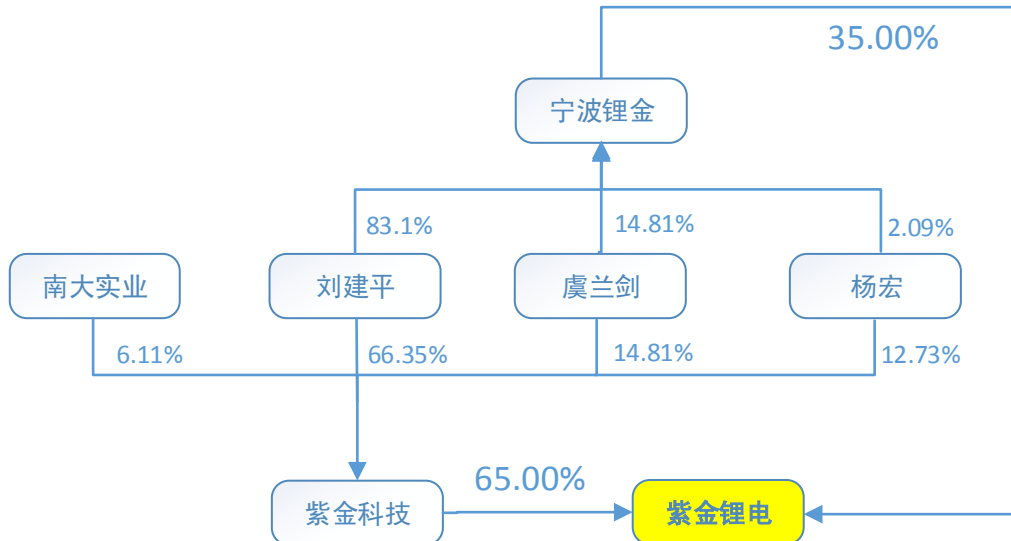 35.00%
宁波锂金
83.1%
14.81%
2.09%
南大实业
刘建平
虞兰剑
杨宏
6.11%
66.35%
14.81%
12.73%
65.00%
紫金科技
紫金锂电